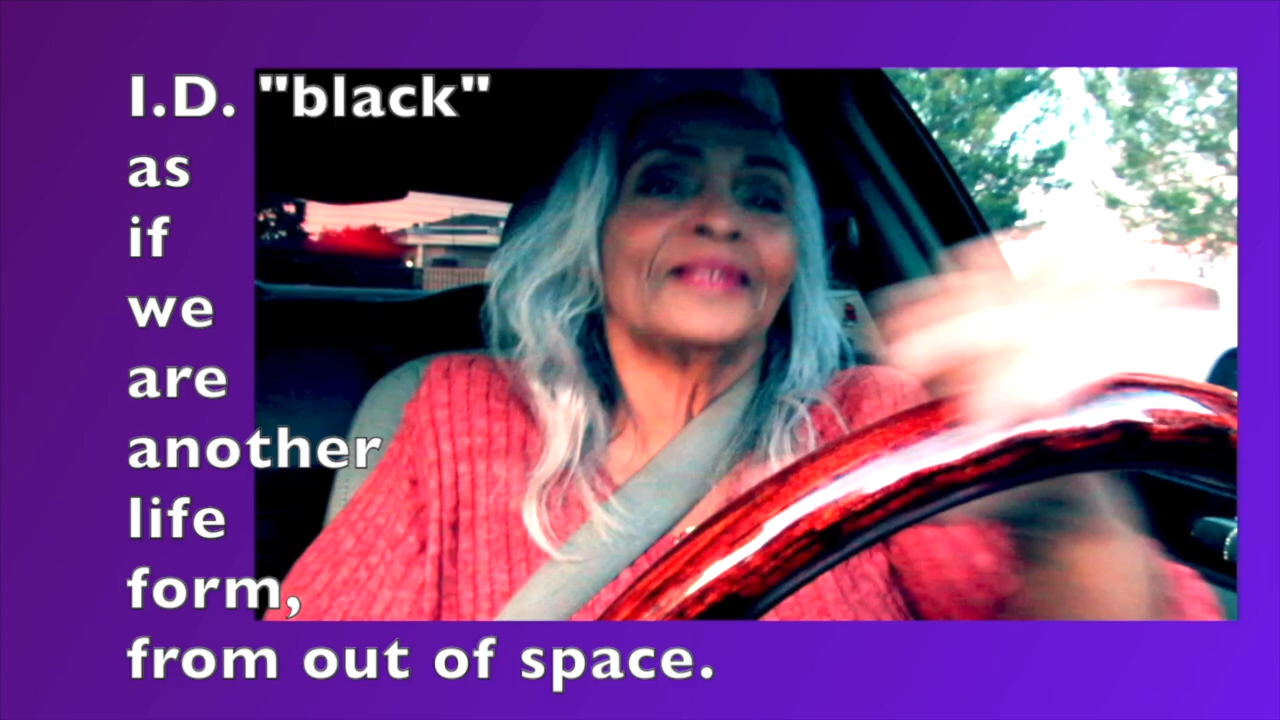 I.D. "black"
as
if
we
are
another
life
form,
from out of space.